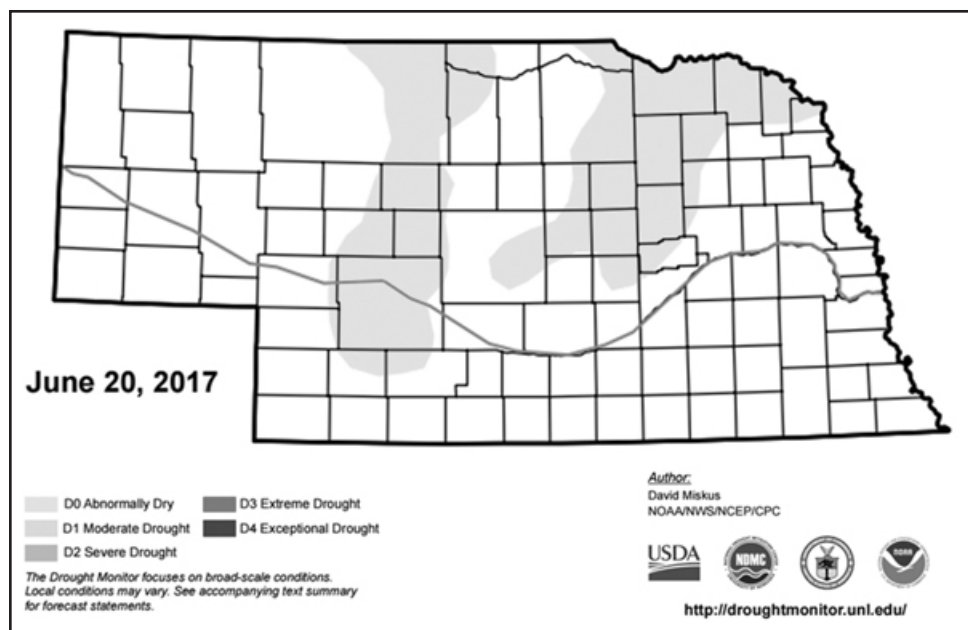 June 20, 2017
D0 Abnormally Dry
D3 Extreme Drought
D1 Moderate Drought
D4 Exceptional Drought
D2 Severe Drought
The Drought Monitor focuses on broad-scale conditions.
Local conditions may vary. See accompanying text summary
for forecast statements.
Author:
David Miskus
NOAA/NWS/NCEP/CPC
USDA
NDMC
NOAA
http://droughtmonitor.unl.edu/